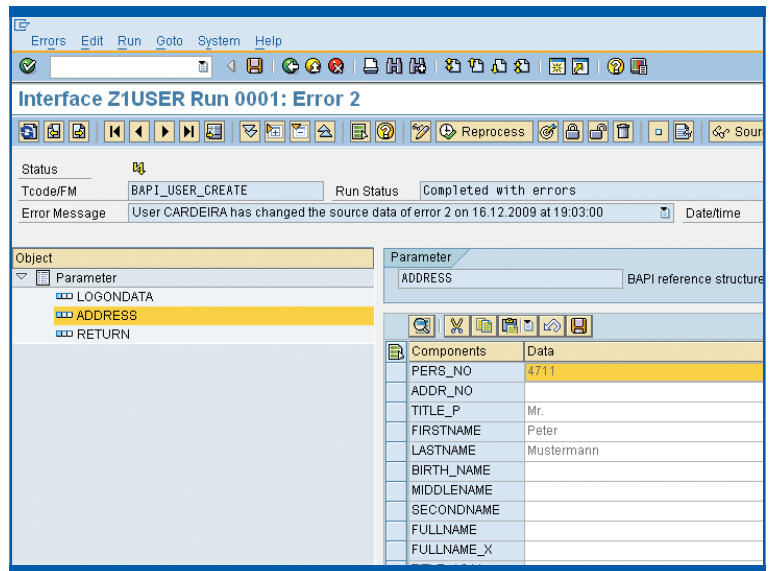 Errors Edit Run Goto System Help
Interface Z1USER Run 0001: Error 2
Reprocess Sour
Status
Tcode/FM BAPI_USER_CREATE Run Status Completed with errors
Error Message User CARDEIRA has changed the source data of error 2 on 16.12.2009 at 19:03:00 Date/time
Object
Parameter
LOGONDATA
ADDRESS
RETURN
Parameter
ADDRESS BAPI reference structure
Components Data
PERS_NO 4711
ADDR_NO
TITLE_P Mr.
FIRSTNAME Peter
LASTNAME Mustermann
BIRTH_NAME
MIDDLENAME
SECONDNAME
FULLNAME
FULLNAME_X